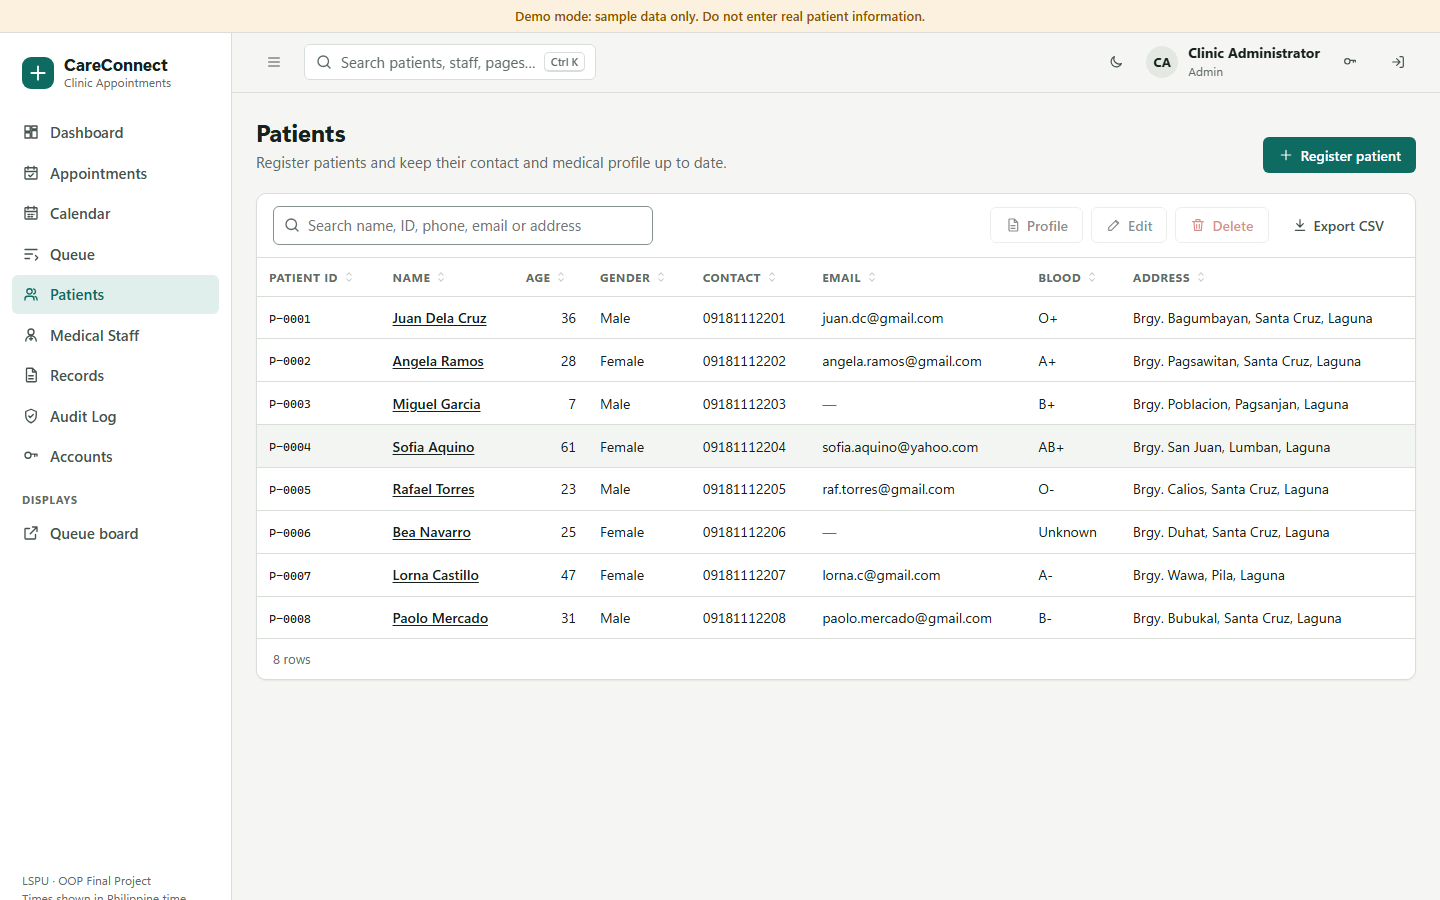 Demo mode: sample data only. Do not enter real patient information.
CareConnect
Clinic Appointments
Dashboard
Appointments
Calendar
Queue
Patients
Medical Staff
Records
Audit Log
Accounts
DISPLAYS
Queue board
LSPU · OOP Final Project
Times shown in Philippine time
Search patients, staff, pages... Ctrl K
CA Clinic Administrator
Admin
Patients
Register patients and keep their contact and medical profile up to date.
Register patient
Search name, ID, phone, email or address Profile Edit Delete Export CSV
PATIENT ID NAME AGE GENDER CONTACT EMAIL BLOOD ADDRESS
P-0001 Juan Dela Cruz 36 Male 09181112201 juan.dc@gmail.com O+ Brgy. Bagumbayan, Santa Cruz, Laguna
P-0002 Angela Ramos 28 Female 09181112202 angela.ramos@gmail.com A+ Brgy. Pagsawitan, Santa Cruz, Laguna
P-0003 Miguel Garcia 7 Male 09181112203 — B+ Brgy. Poblacion, Pagsanjan, Laguna
P-0004 Sofia Aquino 61 Female 09181112204 sofia.aquino@yahoo.com AB+ Brgy. San Juan, Lumban, Laguna
P-0005 Rafael Torres 23 Male 09181112205 raf.torres@gmail.com O- Brgy. Calios, Santa Cruz, Laguna
P-0006 Bea Navarro 25 Female 09181112206 — Unknown Brgy. Duhat, Santa Cruz, Laguna
P-0007 Lorna Castillo 47 Female 09181112207 lorna.c@gmail.com A- Brgy. Wawa, Pila, Laguna
P-0008 Paolo Mercado 31 Male 09181112208 paolo.mercado@gmail.com B- Brgy. Bubukal, Santa Cruz, Laguna
8 rows